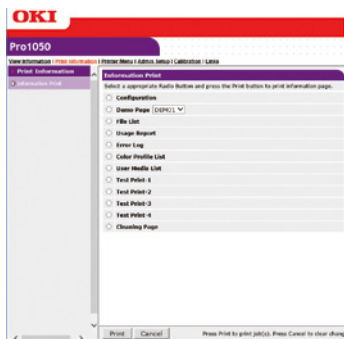 OKI
Pro1050
View Information | Print Information | Printer Menu | Admin Setup | Calibration | Links
Print Information
Information Print
Information Print
Select a appropriate Radio Button and press the Print button to print information page.
Configuration
Demo Page DEMO1
File List
Usage Report
Error Log
Color Profile List
User Media List
Test Print-1
Test Print-2
Test Print-3
Test Print-4
Cleaning Page
Print Cancel Press Print to print job(s). Press Cancel to clear